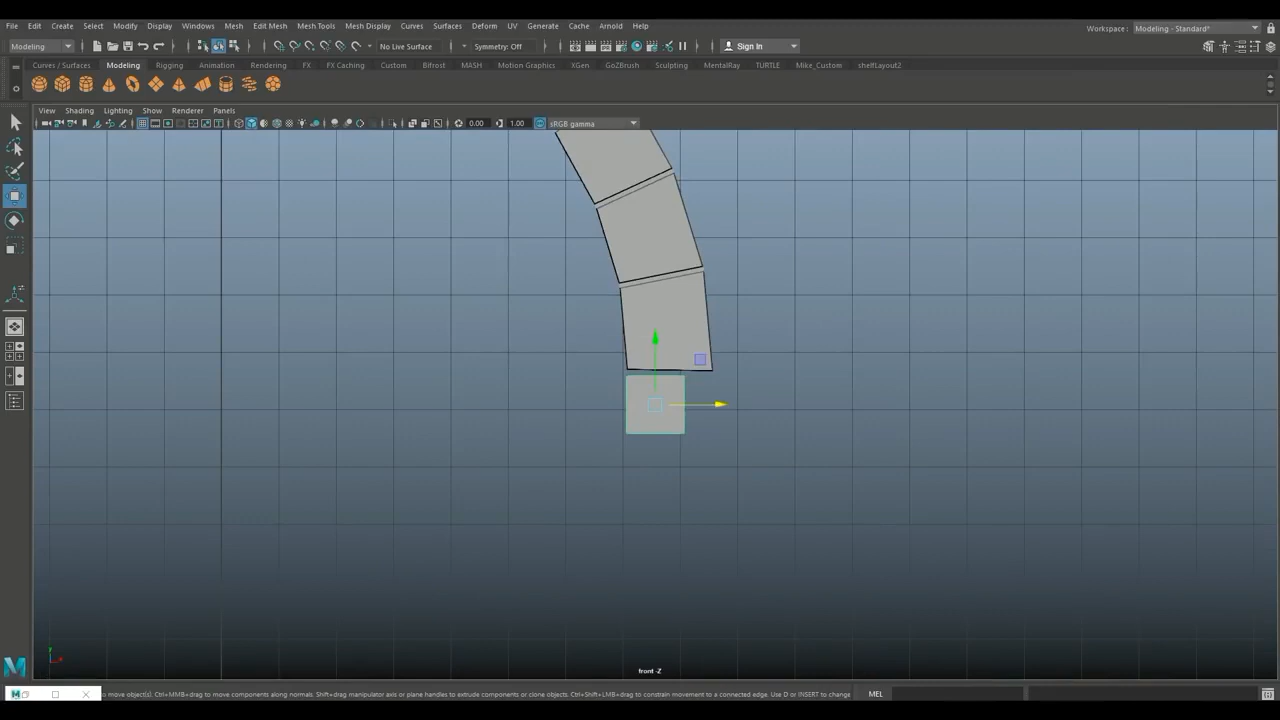 File Edit Create Select Modify Display Windows Mesh Edit Mesh Mesh Tools Mesh Display Curves Surfaces Deform UV Generate Cache Arnold Help
Workspace: Modeling - Standard*
Modeling No Live Surface Symmetry: Off Sign In
Curves / Surfaces Modeling Rigging Animation Rendering FX FX Caching Custom Bifrost MASH Motion Graphics XGen GoZBrush Sculpting MentalRay TURTLE Mike_Custom shelfLayout2
View Shading Lighting Show Renderer Panels
0.00 1.00 sRGB gamma
front -Z
to move object(s). Ctrl+MMB+drag to move components along normals. Shift+drag manipulator axis or plane handles to extrude components or clone objects. Ctrl+Shift+LMB+drag to constrain movement to a connected edge. Use D or INSERT to change
MEL